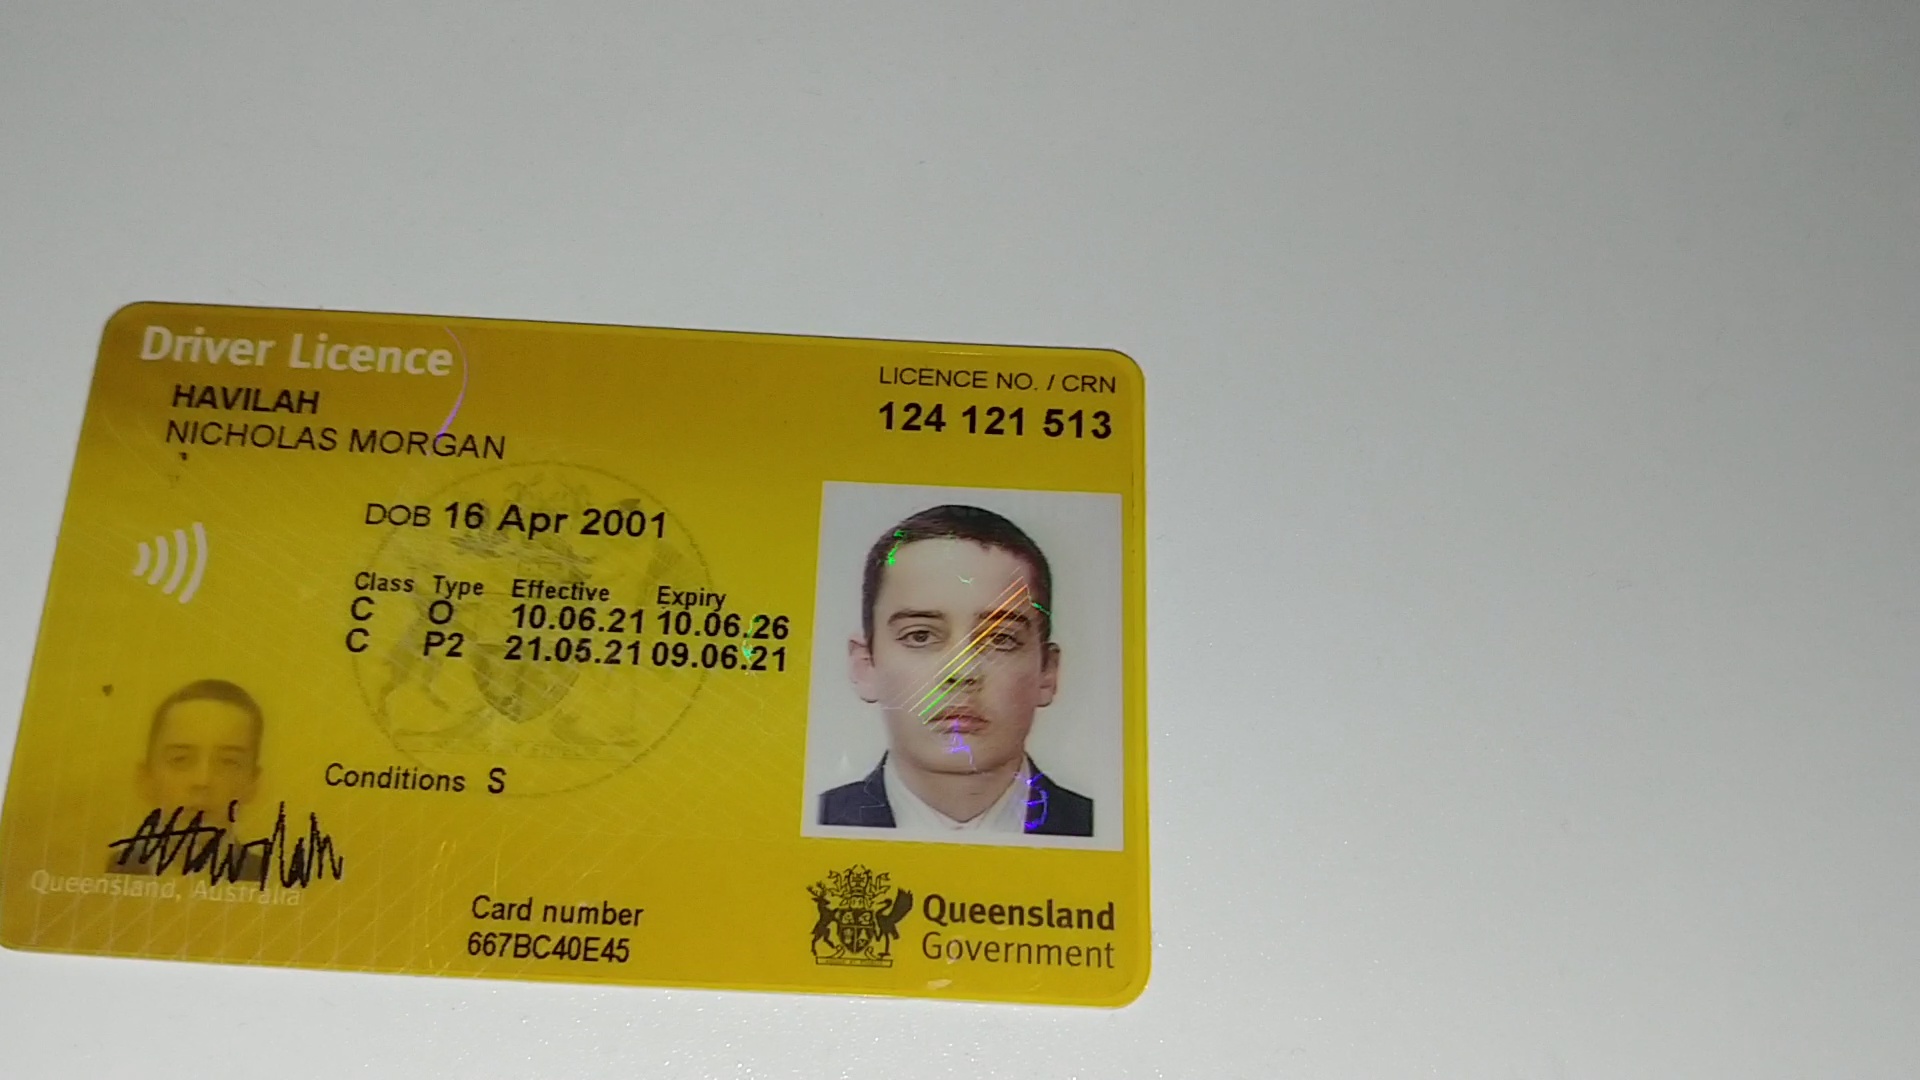 Driver Licence
HAVILAH
NICHOLAS MORGAN
LICENCE NO. / CRN
124 121 513
DOB 16 Apr 2001
Class Type Effective Expiry
C O 10.06.21 10.06.26
C P2 21.05.21 09.06.21
Conditions S
Queensland, Australia
Card number
667BC40E45
Queensland
Government